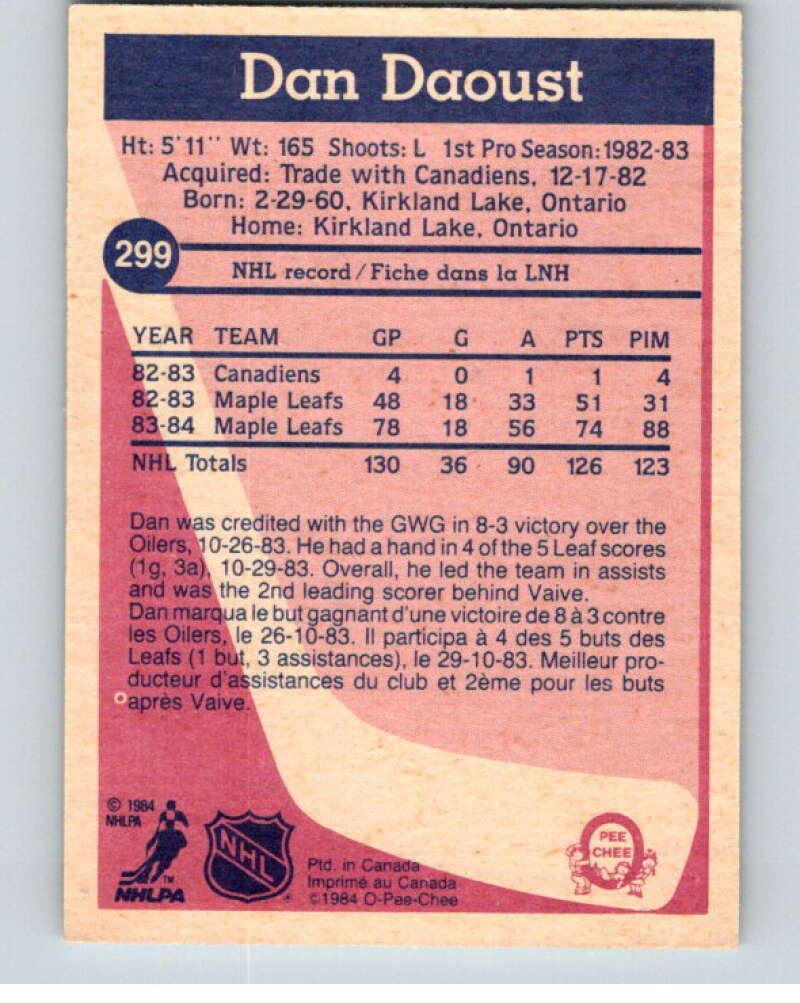 Dan Daoust
Ht: 5'11'' Wt: 165 Shoots: L 1st Pro Season: 1982-83
Acquired: Trade with Canadiens, 12-17-82
Born: 2-29-60, Kirkland Lake, Ontario
Home: Kirkland Lake, Ontario
299
NHL record / Fiche dans la LNH
YEAR TEAM GP G A PTS PIM
82-83 Canadiens 4 0 1 1 4
82-83 Maple Leafs 48 18 33 51 31
83-84 Maple Leafs 78 18 56 74 88
NHL Totals 130 36 90 126 123
Dan was credited with the GWG in 8-3 victory over the
Oilers, 10-26-83. He had a hand in 4 of the 5 Leaf scores
(1g, 3a), 10-29-83. Overall, he led the team in assists
and was the 2nd leading scorer behind Vaive.
Dan marqua le but gagnant d'une victoire de 8 à 3 contre
les Oilers, le 26-10-83. Il participa à 4 des 5 buts des
Leafs (1 but, 3 assistances), le 29-10-83. Meilleur pro-
ducteur d'assistances du club et 2ème pour les buts
après Vaive.
© 1984
NHLPA
TM
NHLPA
NHL
Ptd. in Canada
Imprimé au Canada
©1984 O-Pee-Chee
PEE
CHEE